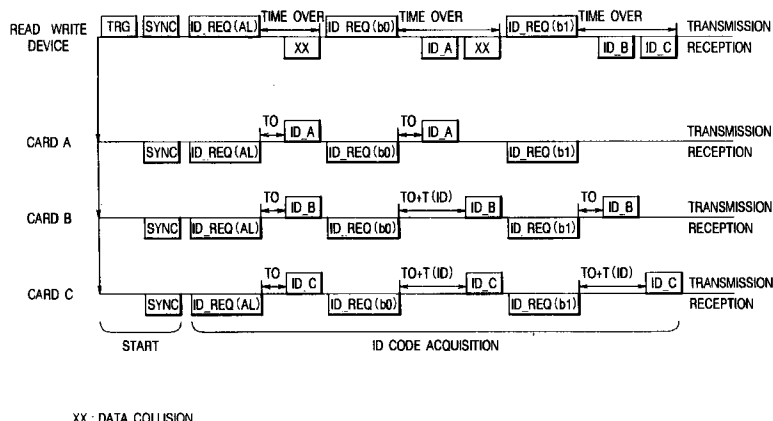 TIME OVER TIME OVER TIME OVER
READ WRITE DEVICE TRG SYNC ID_REQ(AL) ID_REQ(b0) ID_REQ(b1) TRANSMISSION
XX ID_A XX ID_B ID_C RECEPTION
TO ID_A TO ID_A TRANSMISSION
CARD A
SYNC ID_REQ(AL) ID_REQ(b0) ID_REQ(b1) RECEPTION
TO ID_B TO+T(ID) ID_B TO ID_B TRANSMISSION
CARD B
SYNC ID_REQ(AL) ID_REQ(b0) ID_REQ(b1) RECEPTION
TO ID_C TO+T(ID) ID_C TO+T(ID) ID_C TRANSMISSION
CARD C
SYNC ID_REQ(AL) ID_REQ(b0) ID_REQ(b1) RECEPTION
START ID CODE ACQUISITION
XX : DATA COLLISION